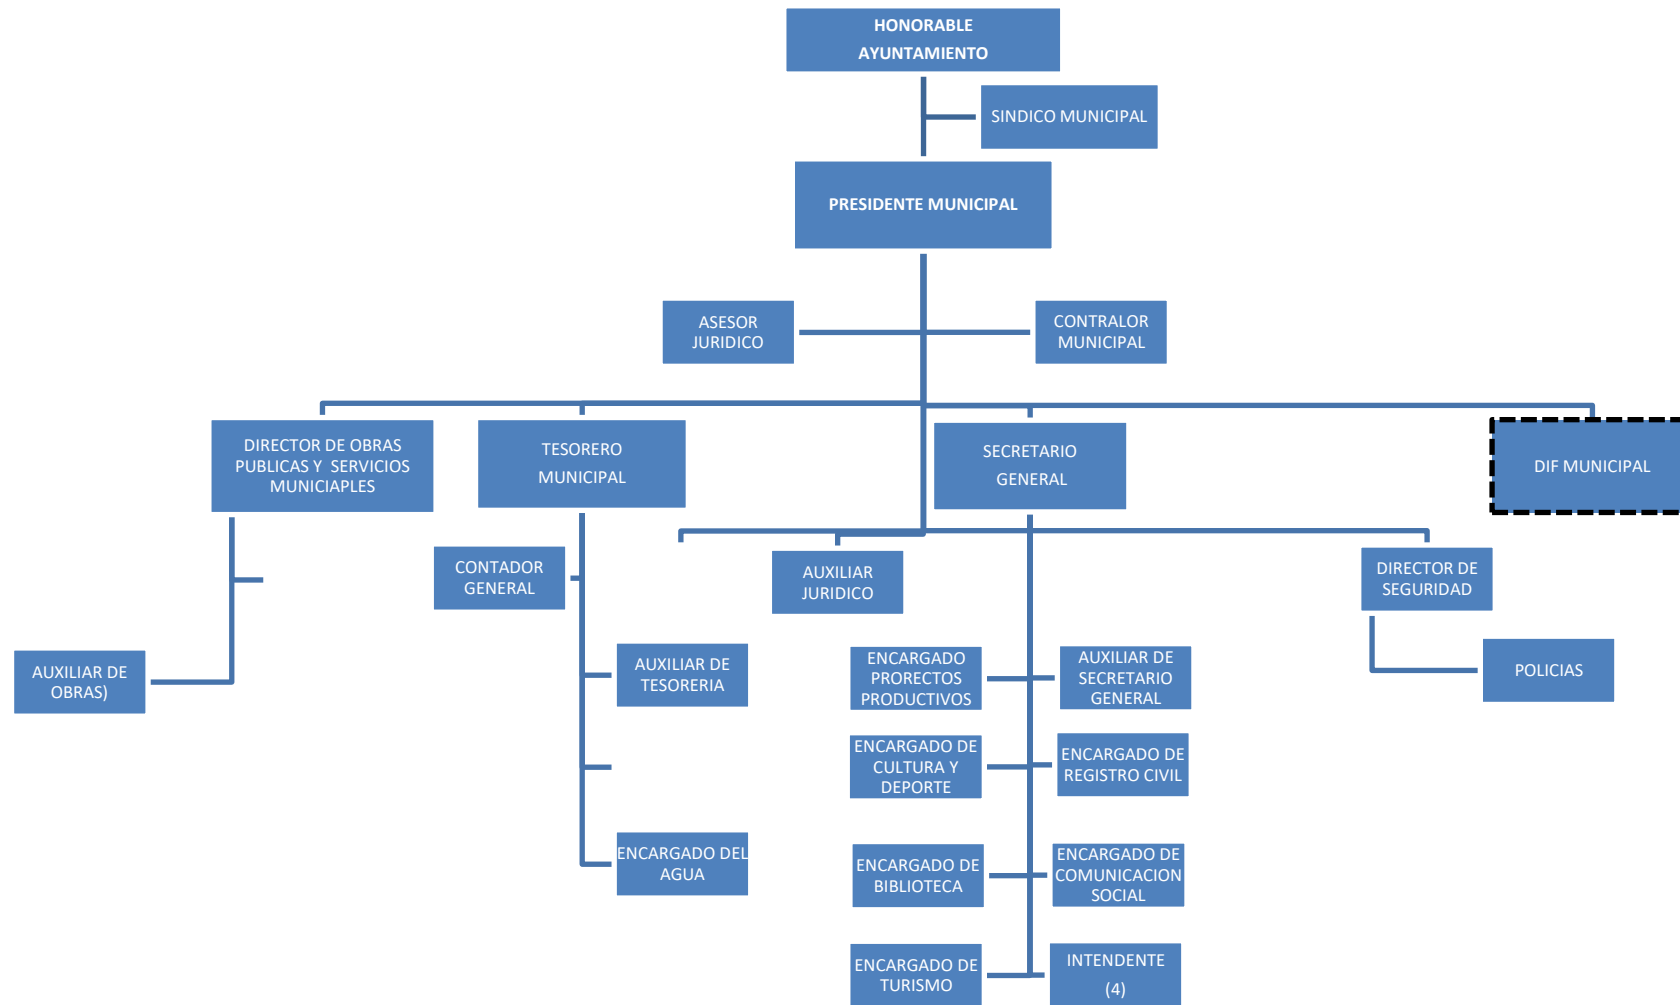 HONORABLE
AYUNTAMIENTO
SINDICO MUNICIPAL
PRESIDENTE MUNICIPAL
ASESOR
JURIDICO
CONTRALOR
MUNICIPAL
DIRECTOR DE OBRAS
PUBLICAS Y SERVICIOS
MUNICIAPLES
TESORERO
MUNICIPAL
SECRETARIO
GENERAL
DIF MUNICIPAL
CONTADOR
GENERAL
AUXILIAR
JURIDICO
DIRECTOR DE
SEGURIDAD
AUXILIAR DE
OBRAS)
AUXILIAR DE
TESORERIA
ENCARGADO
PRORECTOS
PRODUCTIVOS
AUXILIAR DE
SECRETARIO
GENERAL
POLICIAS
ENCARGADO DE
CULTURA Y
DEPORTE
ENCARGADO DE
REGISTRO CIVIL
ENCARGADO DEL
AGUA
ENCARGADO DE
BIBLIOTECA
ENCARGADO DE
COMUNICACION
SOCIAL
ENCARGADO DE
TURISMO
INTENDENTE
(4)